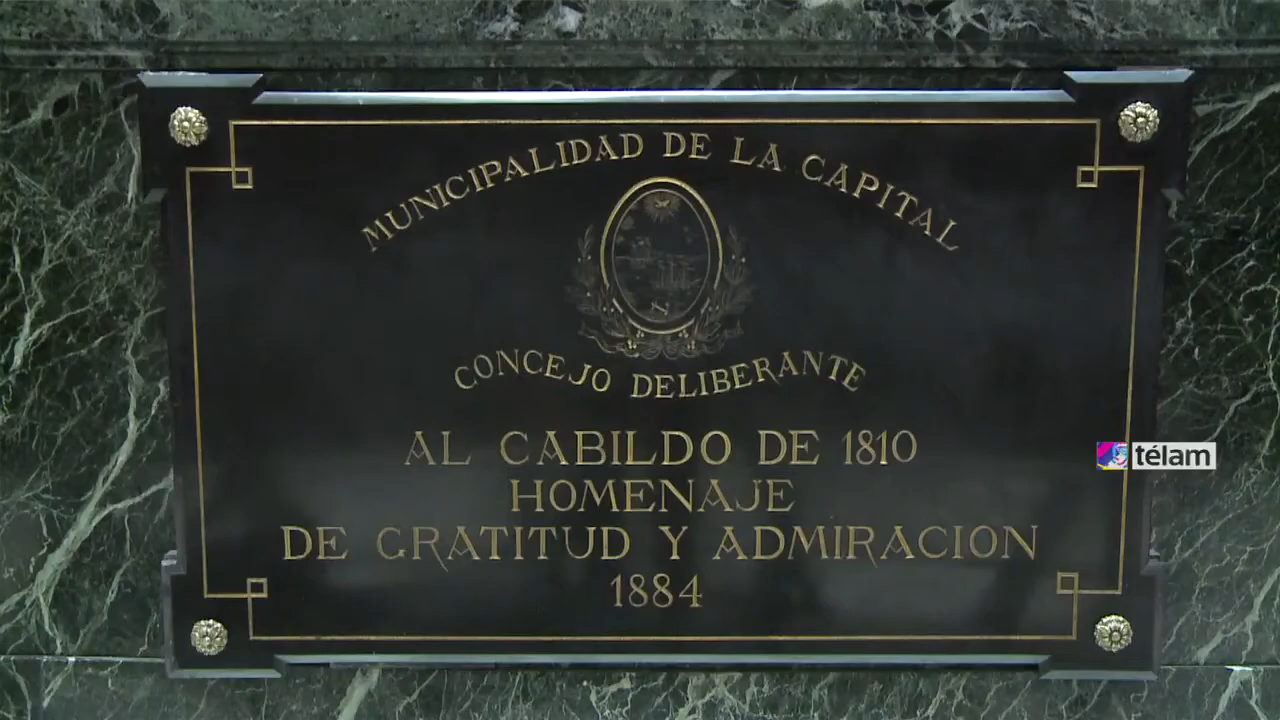 MUNICIPALIDAD DE LA CAPITAL
CONCEJO DELIBERANTE
AL CABILDO DE 1810
HOMENAJE
DE GRATITUD Y ADMIRACION
1884
télam